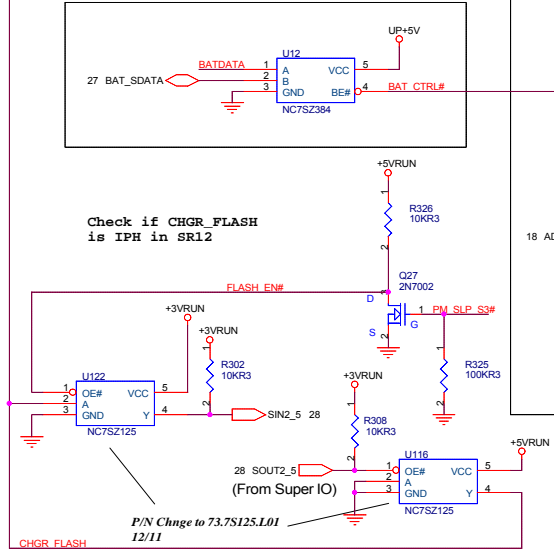 U12
UP+5V
BATDATA 1 A VCC 5
27 BAT_SDATA 2 B
3 GND BE# 4 BAT_CTRL#
NC7SZ384
+5VRUN
1
R326
10KR3
2
Check if CHGR_FLASH
is IPH in SR12
18 AD
Q27
2N7002
FLASH_EN#
3
D
1 PM_SLP_S3#
G
S
2
+3VRUN
+3VRUN
1
R302
10KR3
2
1
R325
100KR3
2
U122
1 OE# VCC 5
2 A
3 GND Y 4
NC7SZ125
SIN2_5 28
+3VRUN
1
R308
10KR3
2
+5VRUN
U116
28 SOUT2_5 1 OE# VCC 5
2 A
(From Super IO) 3 GND Y 4
NC7SZ125
P/N Chnge to 73.7S125.L01
12/11
CHGR_FLASH